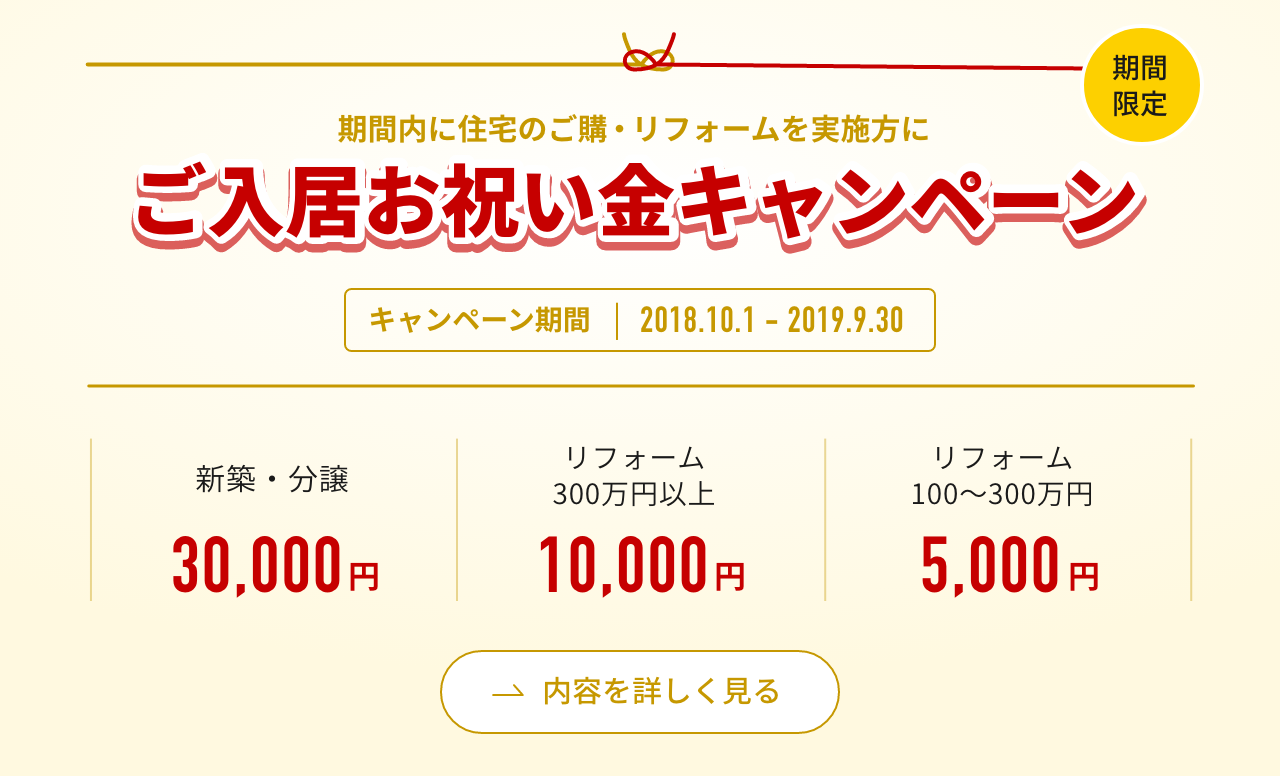 期間
限定
期間内に住宅のご購・リフォームを実施方に
ご入居お祝い金キャンペーン
キャンペーン期間 2018.10.1 – 2019.9.30
新築・分譲
30,000円
リフォーム
300万円以上
10,000円
リフォーム
100〜300万円
5,000円
内容を詳しく見る